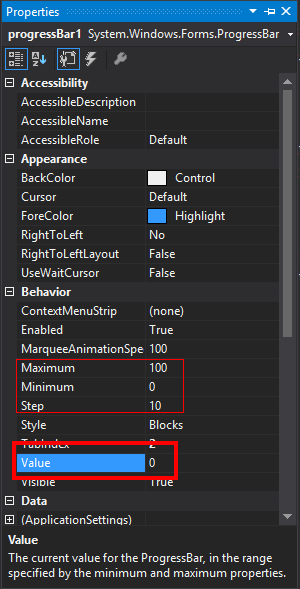 Properties
progressBar1 System.Windows.Forms.ProgressBar
Accessibility
AccessibleDescription
AccessibleName
AccessibleRole Default
Appearance
BackColor Control
Cursor Default
ForeColor Highlight
RightToLeft No
RightToLeftLayout False
UseWaitCursor False
Behavior
ContextMenuStrip (none)
Enabled True
MarqueeAnimationSpe 100
Maximum 100
Minimum 0
Step 10
Style Blocks
TabIndex 2
Value 0
Visible True
Data
(ApplicationSettings)
Value
The current value for the ProgressBar, in the range
specified by the minimum and maximum properties.